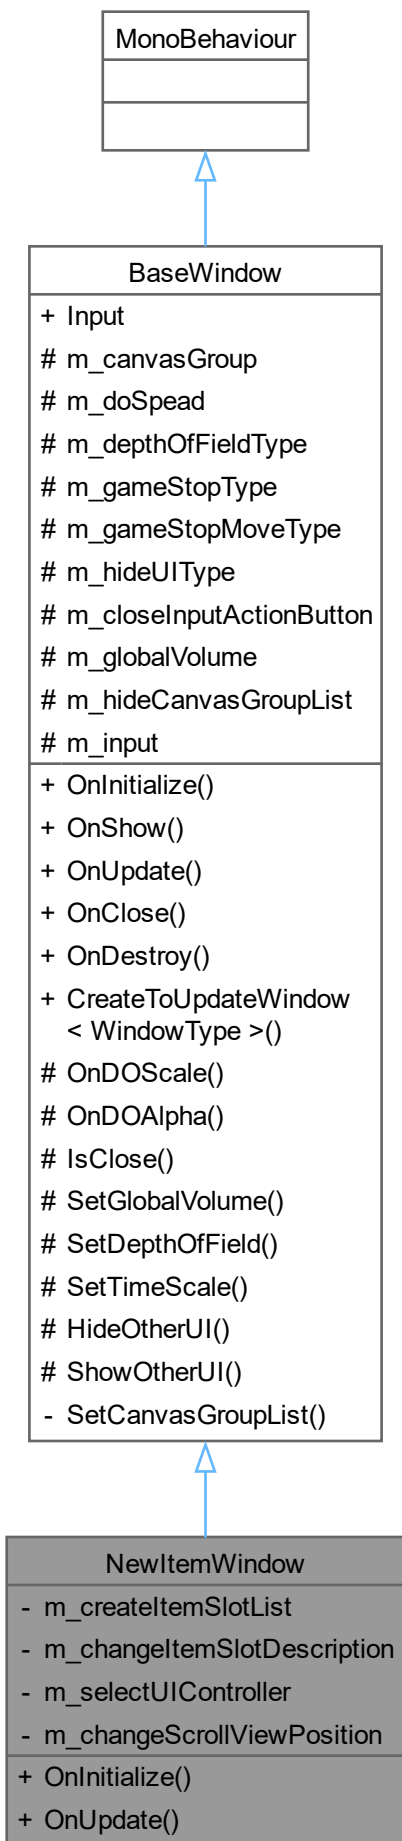 MonoBehaviour
BaseWindow
+ Input
# m_canvasGroup
# m_doSpead
# m_depthOfFieldType
# m_gameStopType
# m_gameStopMoveType
# m_hideUIType
# m_closeInputActionButton
# m_globalVolume
# m_hideCanvasGroupList
# m_input
+ OnInitialize()
+ OnShow()
+ OnUpdate()
+ OnClose()
+ OnDestroy()
+ CreateToUpdateWindow
< WindowType >()
# OnDOScale()
# OnDOAlpha()
# IsClose()
# SetGlobalVolume()
# SetDepthOfField()
# SetTimeScale()
# HideOtherUI()
# ShowOtherUI()
- SetCanvasGroupList()
NewItemWindow
- m_createItemSlotList
- m_changeItemSlotDescription
- m_selectUIController
- m_changeScrollViewPosition
+ OnInitialize()
+ OnUpdate()